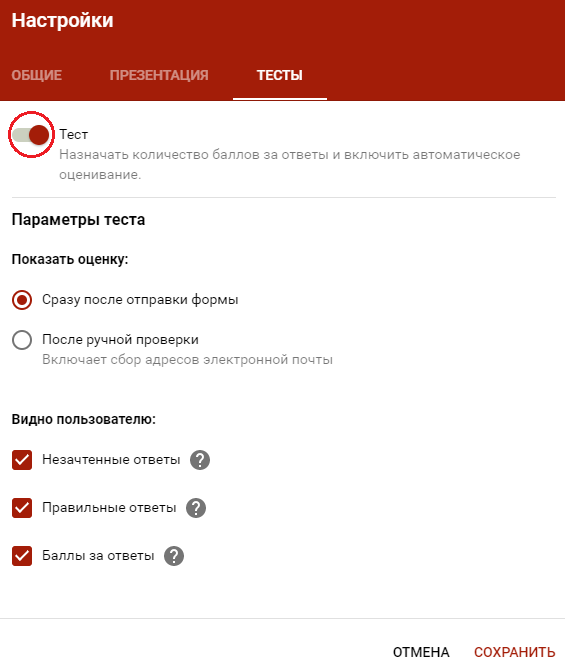 Настройки
ОБЩИЕ ПРЕЗЕНТАЦИЯ ТЕСТЫ
Тест
Назначать количество баллов за ответы и включить автоматическое
оценивание.
Параметры теста
Показать оценку:
Сразу после отправки формы
После ручной проверки
Включает сбор адресов электронной почты
Видно пользователю:
Незачтенные ответы ?
Правильные ответы ?
Баллы за ответы ?
ОТМЕНА СОХРАНИТЬ